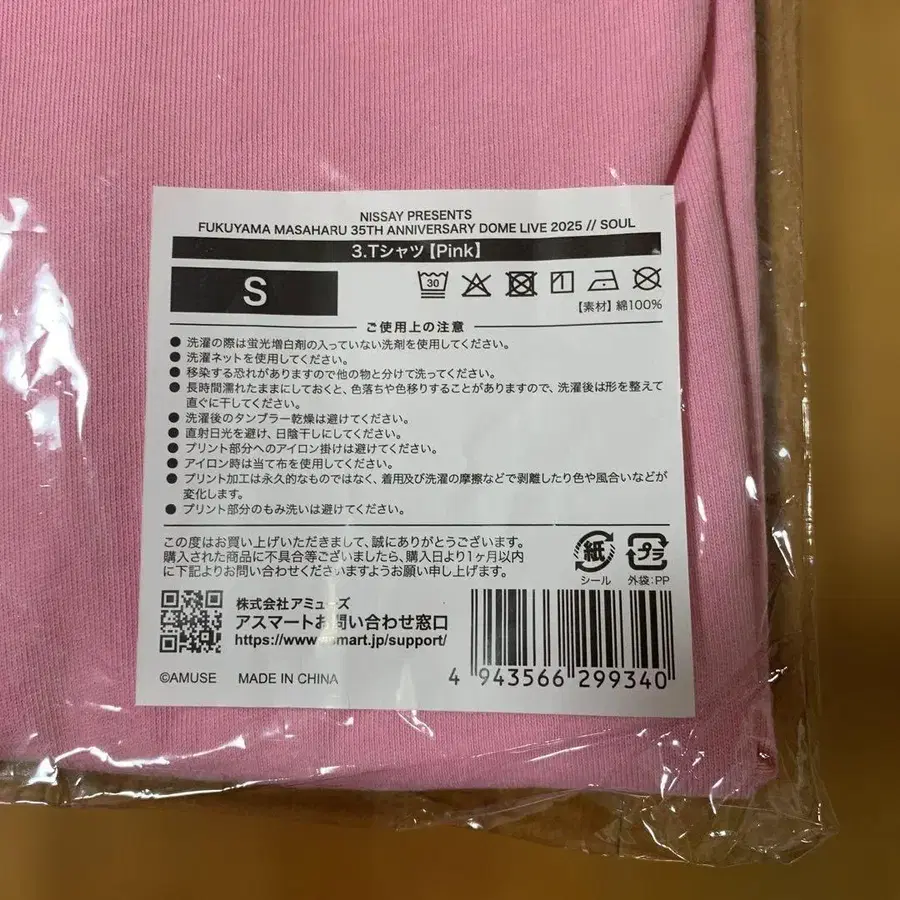 NISSAY PRESENTS
FUKUYAMA MASAHARU 35TH ANNIVERSARY DOME LIVE 2025 // SOUL
3.Tシャツ【Pink】
S
30
【素材】綿100%
ご使用上の注意
● 洗濯の際は蛍光増白剤の入っていない洗剤を使用してください。
● 洗濯ネットを使用してください。
● 移染する恐れがありますので他の物と分けて洗ってください。
● 長時間濡れたままにしておくと、色落ちや色移りすることがありますので、洗濯後は形を整えて
直ぐに干してください。
● 洗濯後のタンブラー乾燥は避けてください。
● 直射日光を避け、日陰干しにしてください。
● プリント部分へのアイロン掛けは避けてください。
● アイロン時は当て布を使用してください。
● プリント加工は永久的なものではなく、着用及び洗濯の摩擦などで剥離したり色や風合いなどが
変化します。
● プリント部分のもみ洗いは避けてください。
この度はお買い上げいただきまして、誠にありがとうございます。
購入された商品に不具合等ございましたら、購入日より1ヶ月以内
に下記よりお問い合わせくださいますようお願い申し上げます。
紙
シール
プラ
外袋:PP
株式会社アミューズ
アスマートお問い合わせ窓口
https://www.asmart.jp/support/
©AMUSE MADE IN CHINA
4 943566 299340